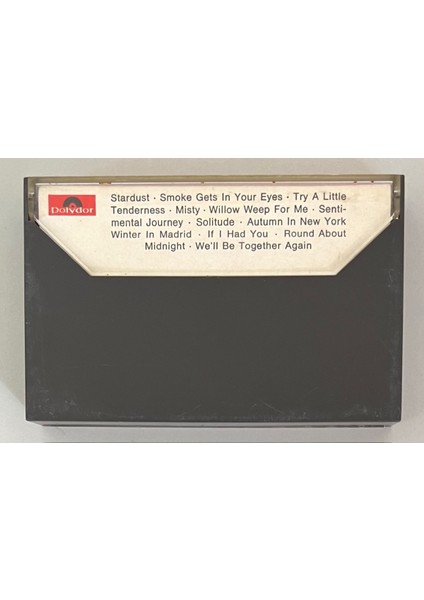 Polydor
Stardust · Smoke Gets In Your Eyes · Try A Little
Tenderness · Misty · Willow Weep For Me · Senti-
mental Journey · Solitude · Autumn In New York
Winter In Madrid · If I Had You · Round About
Midnight · We'll Be Together Again